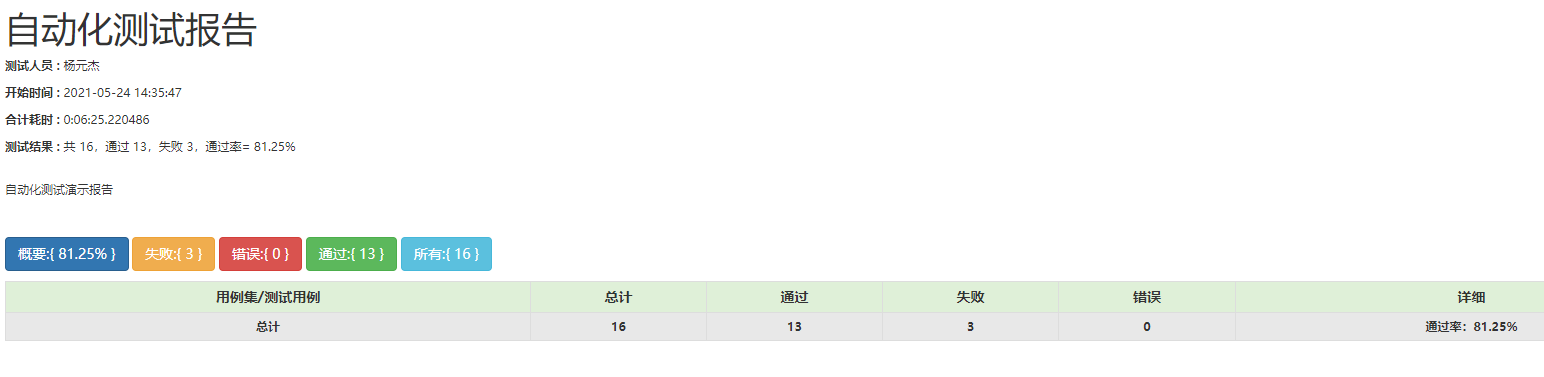 自动化测试报告
测试人员 : 杨元杰
开始时间 : 2021-05-24 14:35:47
合计耗时 : 0:06:25.220486
测试结果 : 共 16，通过 13，失败 3，通过率= 81.25%
自动化测试演示报告
概要:{ 81.25% } 失败:{ 3 } 错误:{ 0 } 通过:{ 13 } 所有:{ 16 }
用例集/测试用例 总计 通过 失败 错误 详细
总计 16 13 3 0 通过率：81.25%